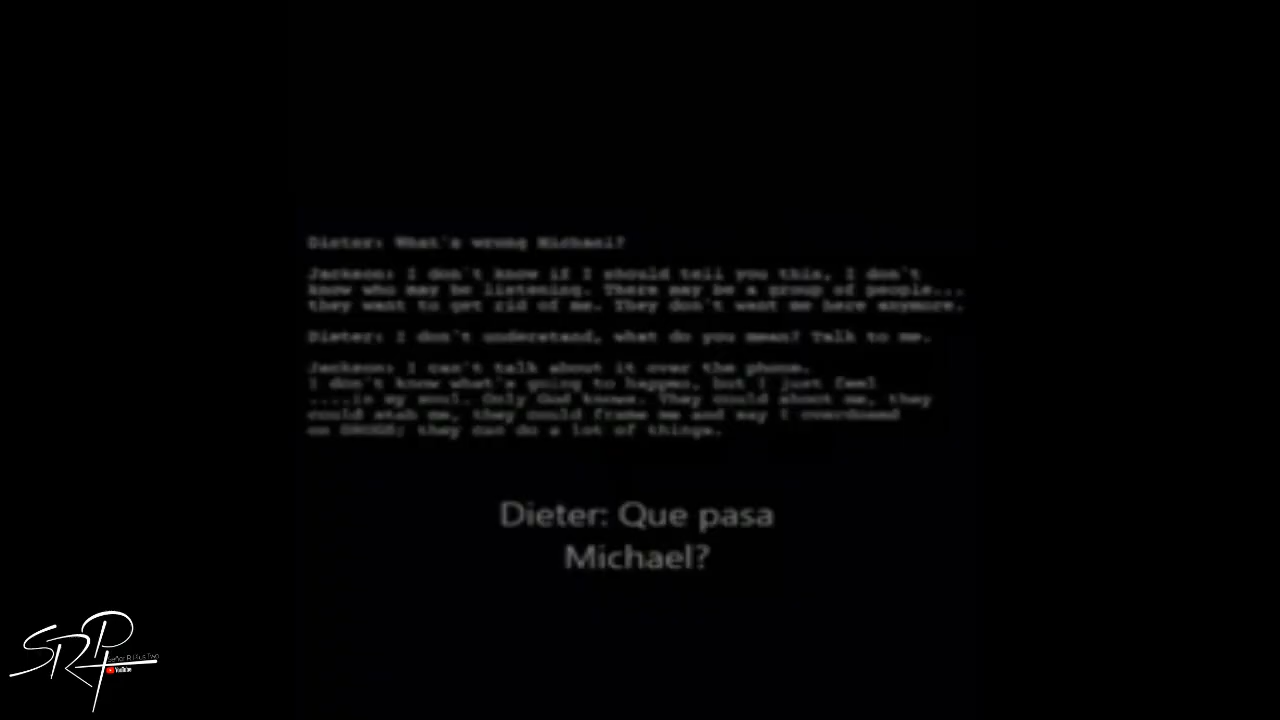 Dieter: What's wrong Michael?
Jackson: I don't know if I should tell you this, I don't
know who may be listening. There may be a group of people...
they want to get rid of me. They don't want me here anymore.
Dieter: I don't understand, what do you mean? Talk to me.
Jackson: I can't talk about it over the phone.
I don't know what's going to happen, but I just feel
....in my soul. Only God knows. They could shoot me, they
could stab me, they could frame me and say I overdosed
on DRUGS; they can do a lot of things.
Dieter: Que pasa
Michael?
SRP
YouTube